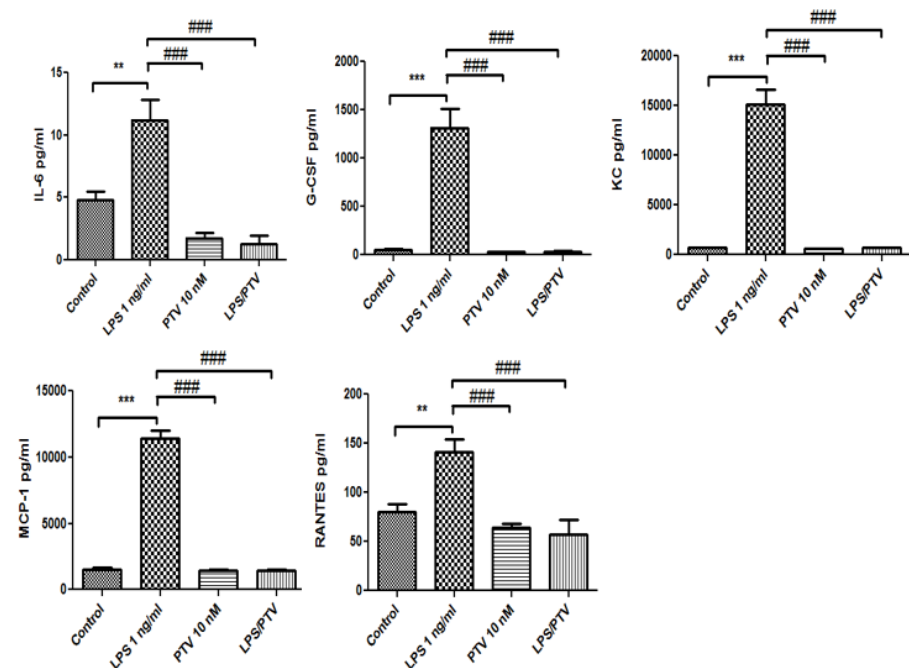 ###
###
**
IL-6 pg/ml
15
10
5
0
Control
LPS 1 ng/ml
PTV 10 nM
LPS/PTV
###
###
***
G-CSF pg/ml
2000
1500
1000
500
0
Control
LPS 1 ng/ml
PTV 10 nM
LPS/PTV
###
###
***
KC pg/ml
20000
15000
10000
5000
0
Control
LPS 1 ng/ml
PTV 10 nM
LPS/PTV
###
###
***
MCP-1 pg/ml
15000
10000
5000
0
Control
LPS 1 ng/ml
PTV 10 nM
LPS/PTV
###
###
**
RANTES pg/ml
200
150
100
50
0
Control
LPS 1 ng/ml
PTV 10 nM
LPS/PTV